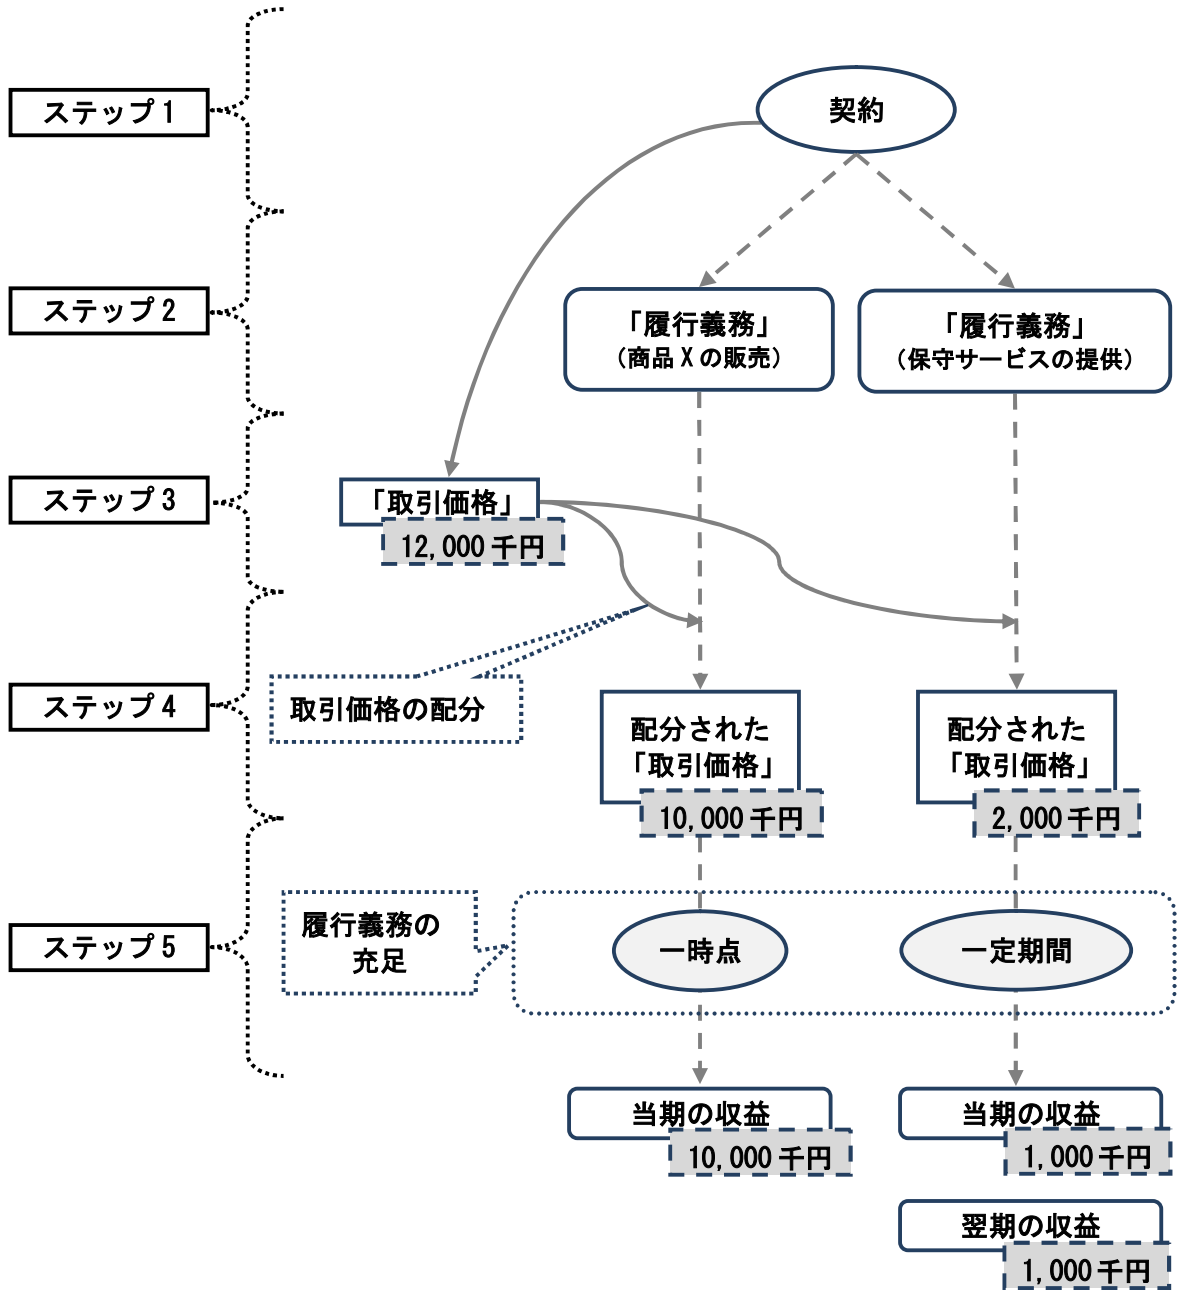 ステップ1
契約
ステップ2
「履行義務」
（商品Xの販売）
「履行義務」
（保守サービスの提供）
ステップ3
「取引価格」
12,000千円
ステップ4
取引価格の配分
配分された
「取引価格」
10,000千円
配分された
「取引価格」
2,000千円
ステップ5
履行義務の
充足
一時点
一定期間
当期の収益
10,000千円
当期の収益
1,000千円
翌期の収益
1,000千円